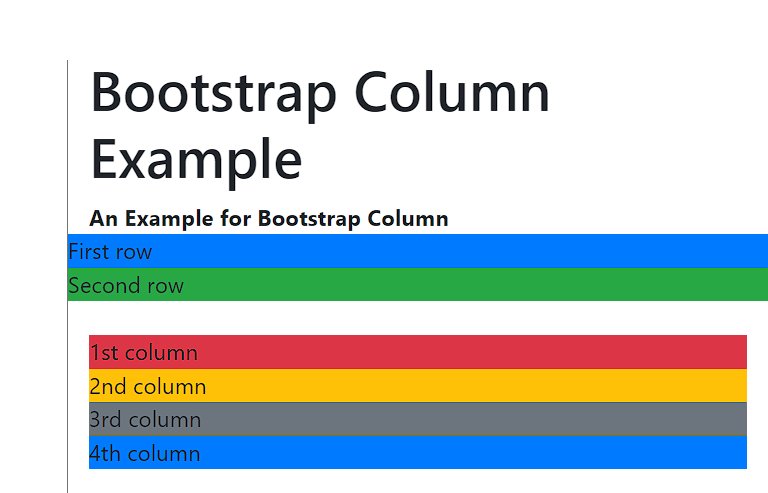 Bootstrap Column
Example
An Example for Bootstrap Column
First row
Second row
1st column
2nd column
3rd column
4th column